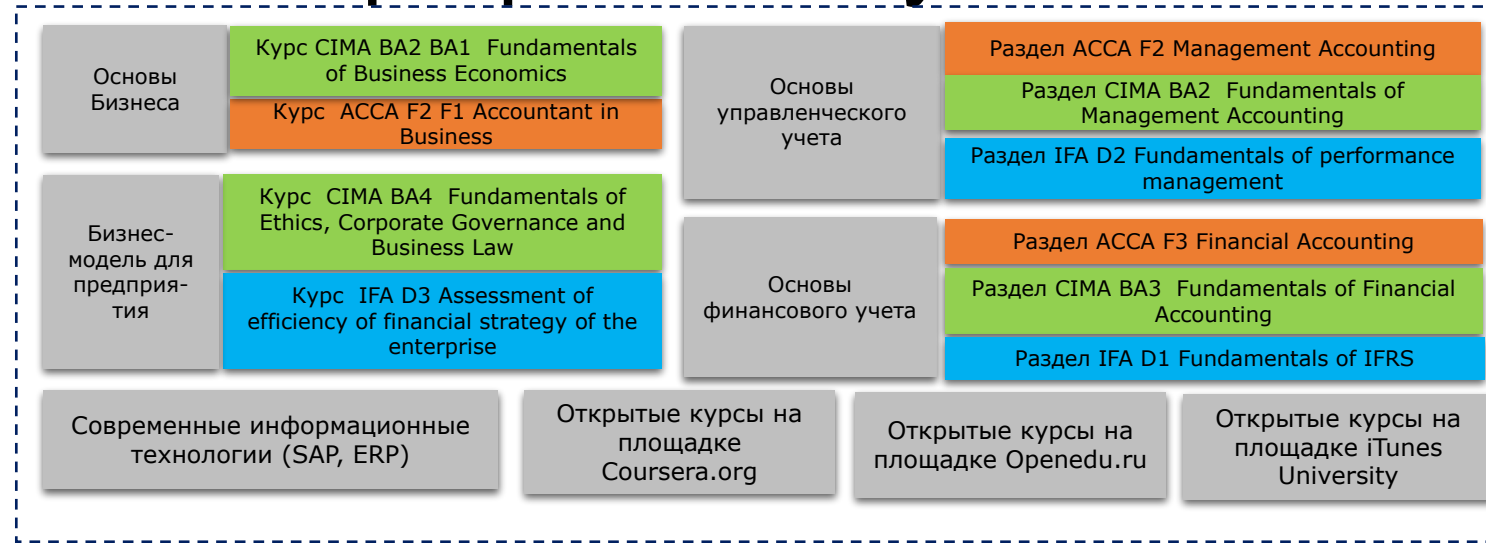 Основы
Бизнеса
Курс CIMA BA2 BA1 Fundamentals
of Business Economics
Курс ACCA F2 F1 Accountant in
Business
Бизнес-
модель для
предприя-
тия
Курс CIMA BA4 Fundamentals of
Ethics, Corporate Governance and
Business Law
Курс IFA D3 Assessment of
efficiency of financial strategy of the
enterprise
Основы
управленческого
учета
Раздел ACCA F2 Management Accounting
Раздел CIMA BA2 Fundamentals of
Management Accounting
Раздел IFA D2 Fundamentals of performance
management
Основы
финансового учета
Раздел ACCA F3 Financial Accounting
Раздел CIMA BA3 Fundamentals of Financial
Accounting
Раздел IFA D1 Fundamentals of IFRS
Современные информационные
технологии (SAP, ERP)
Открытые курсы на
площадке
Coursera.org
Открытые курсы на
площадке Openedu.ru
Открытые курсы на
площадке iTunes
University